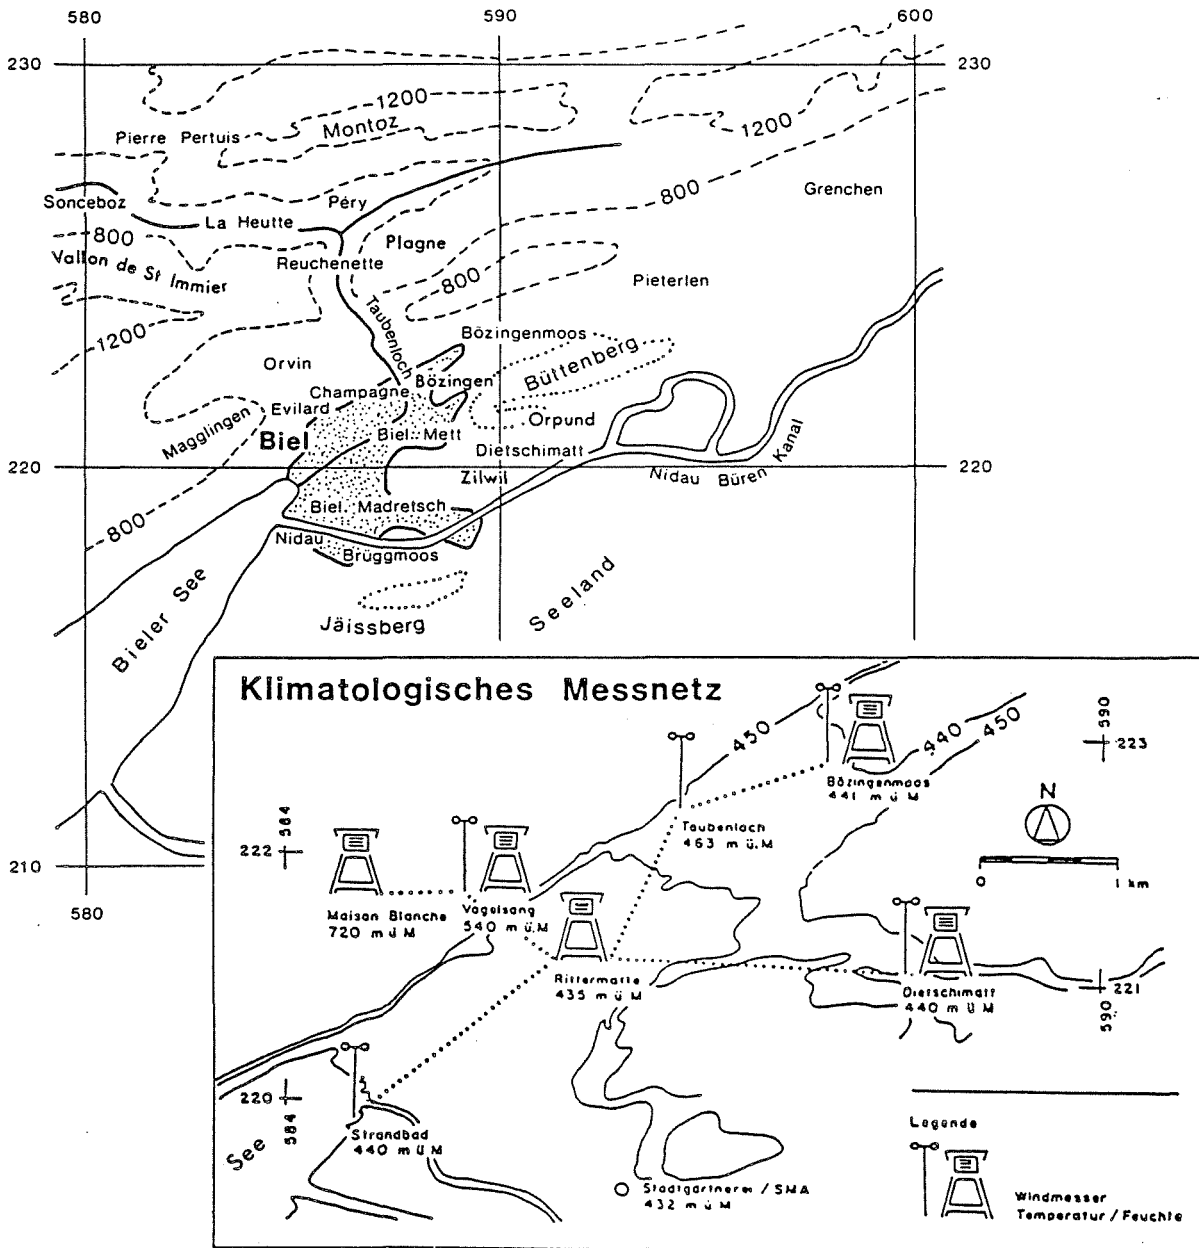 580
590
600
230
230
1200
Montoz
Pierre Pertuis
1200
800
Grenchen
Sonceboz
La Heutte
Péry
800
Plagne
Vallon de St Immier
Reuchenette
800
Pieterlen
Taubenloch
1200
Bözingenmoos
Büttenberg
Orvin
Champagne
Bözingen
Evilard
Magglingen
Orpund
Biel
Biel. Mett
Dietschimatt
220
Zilwil
Nidau Büren Kanal
220
800
Biel. Madretsch
Nidau
Brüggmoos
Seeland
Bieler See
Jäissberg
210
580
Klimatologisches Messnetz
450
440
450
590
223
Bözingenmoos
441 m ü M
N
584
222
Taubenloch
463 m ü.M
0
1 km
Maison Blanche
720 m ü M
Vogelsang
540 m ü.M
Rittermatte
435 m ü M
Dietschimatt
440 m ü M
221
590
220
584
See
Strandbad
440 m ü M
Stadtgärtnerei / SMA
432 m ü M
Legende
Windmesser
Temperatur / Feuchte